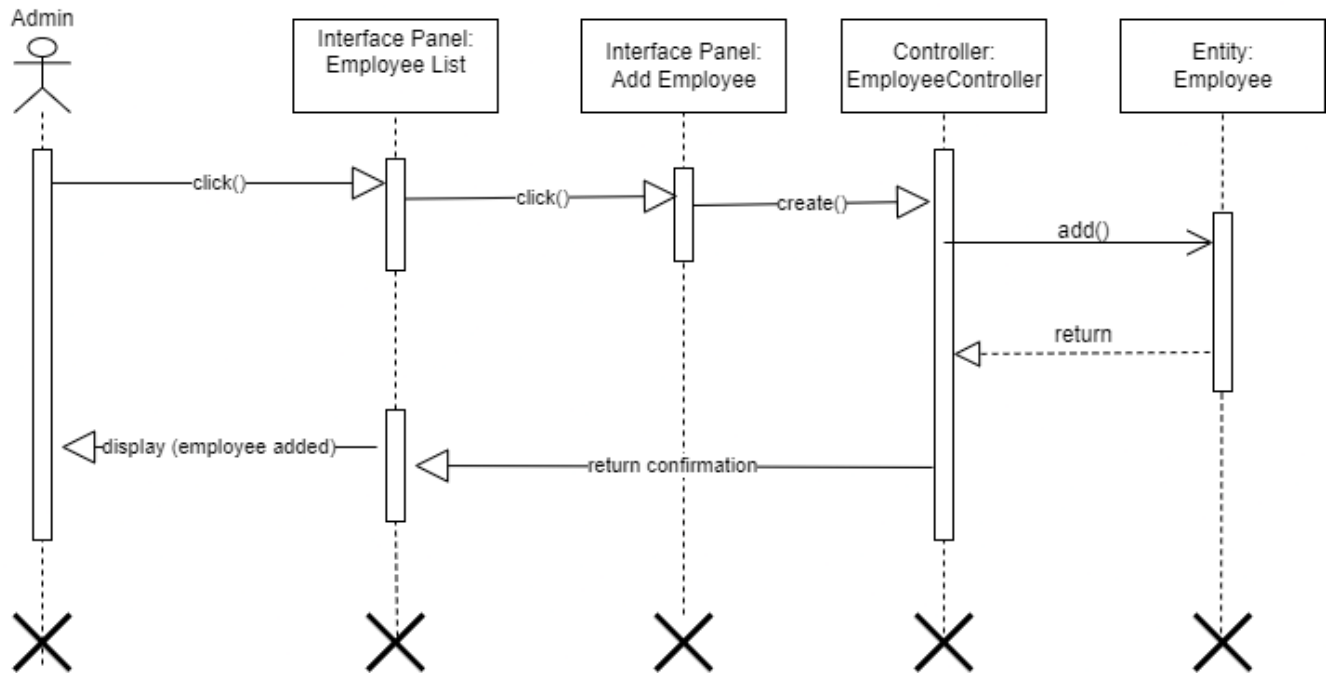 Admin
Interface Panel:
Employee List
Interface Panel:
Add Employee
Controller:
EmployeeController
Entity:
Employee
click()
click()
create()
add()
return
display (employee added)
return confirmation